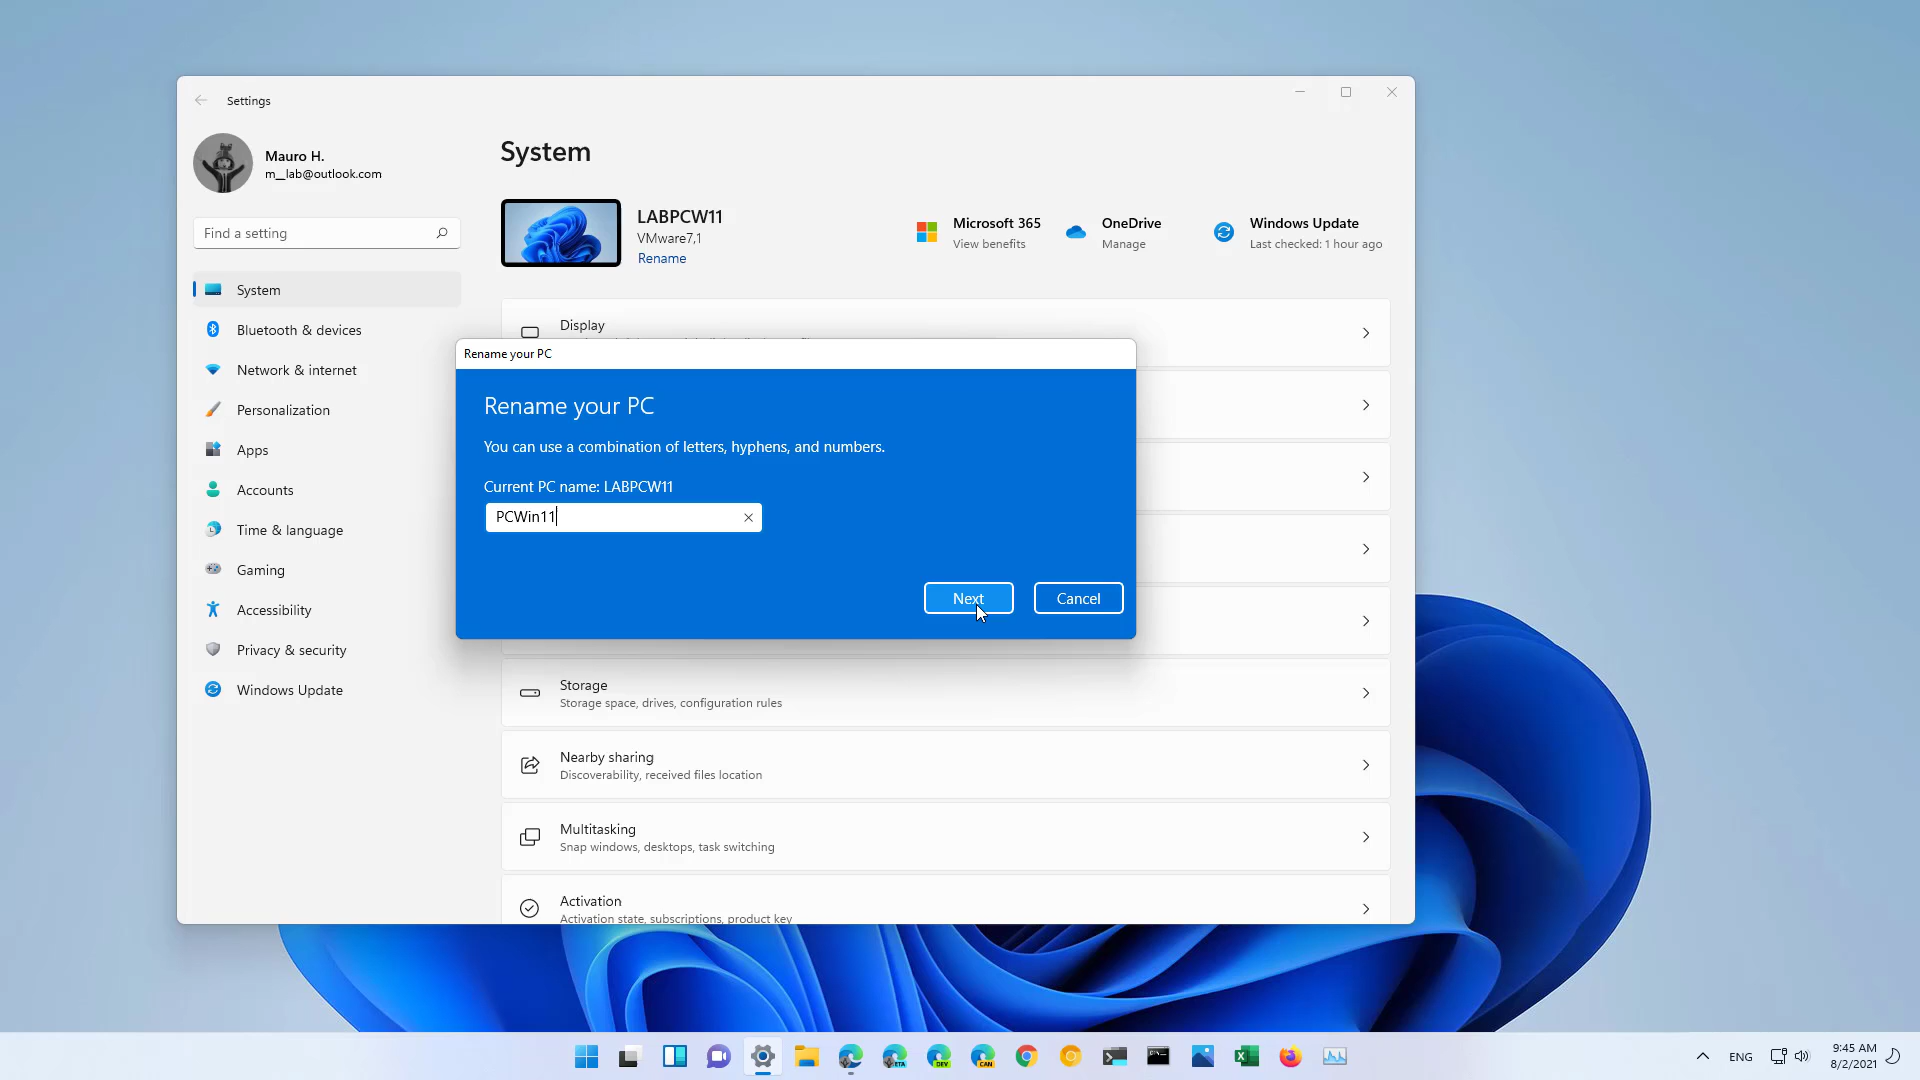 Settings
Mauro H.
m__lab@outlook.com
Find a setting
System
Bluetooth & devices
Network & internet
Personalization
Apps
Accounts
Time & language
Gaming
Accessibility
Privacy & security
Windows Update
System
LABPCW11
VMware7,1
Rename
Microsoft 365
View benefits
OneDrive
Manage
Windows Update
Last checked: 1 hour ago
Display
Rename your PC
Rename your PC
You can use a combination of letters, hyphens, and numbers.
Current PC name: LABPCW11
PCWin11
Next
Cancel
Storage
Storage space, drives, configuration rules
Nearby sharing
Discoverability, received files location
Multitasking
Snap windows, desktops, task switching
Activation
Activation state, subscriptions, product key
BETA
DEV
CAN
ENG
9:45 AM
8/2/2021